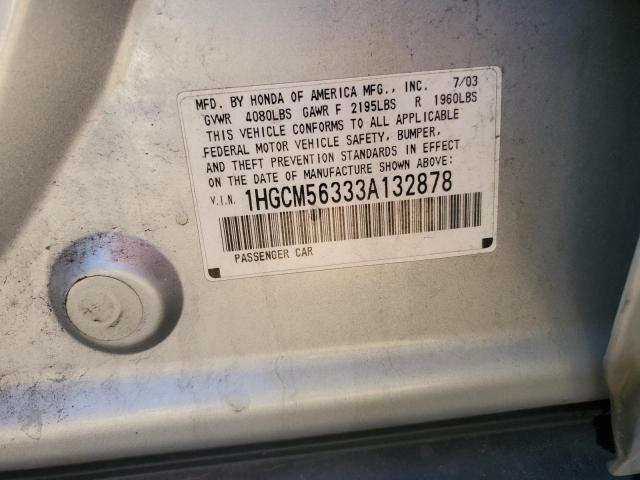 MFD. BY HONDA OF AMERICA MFG., INC. 7/03
GVWR 4080LBS GAWR F 2195LBS R 1960LBS
THIS VEHICLE CONFORMS TO ALL APPLICABLE
FEDERAL MOTOR VEHICLE SAFETY, BUMPER,
AND THEFT PREVENTION STANDARDS IN EFFECT
ON THE DATE OF MANUFACTURE SHOWN ABOVE:
V.I.N. 1HGCM56333A132878
PASSENGER CAR